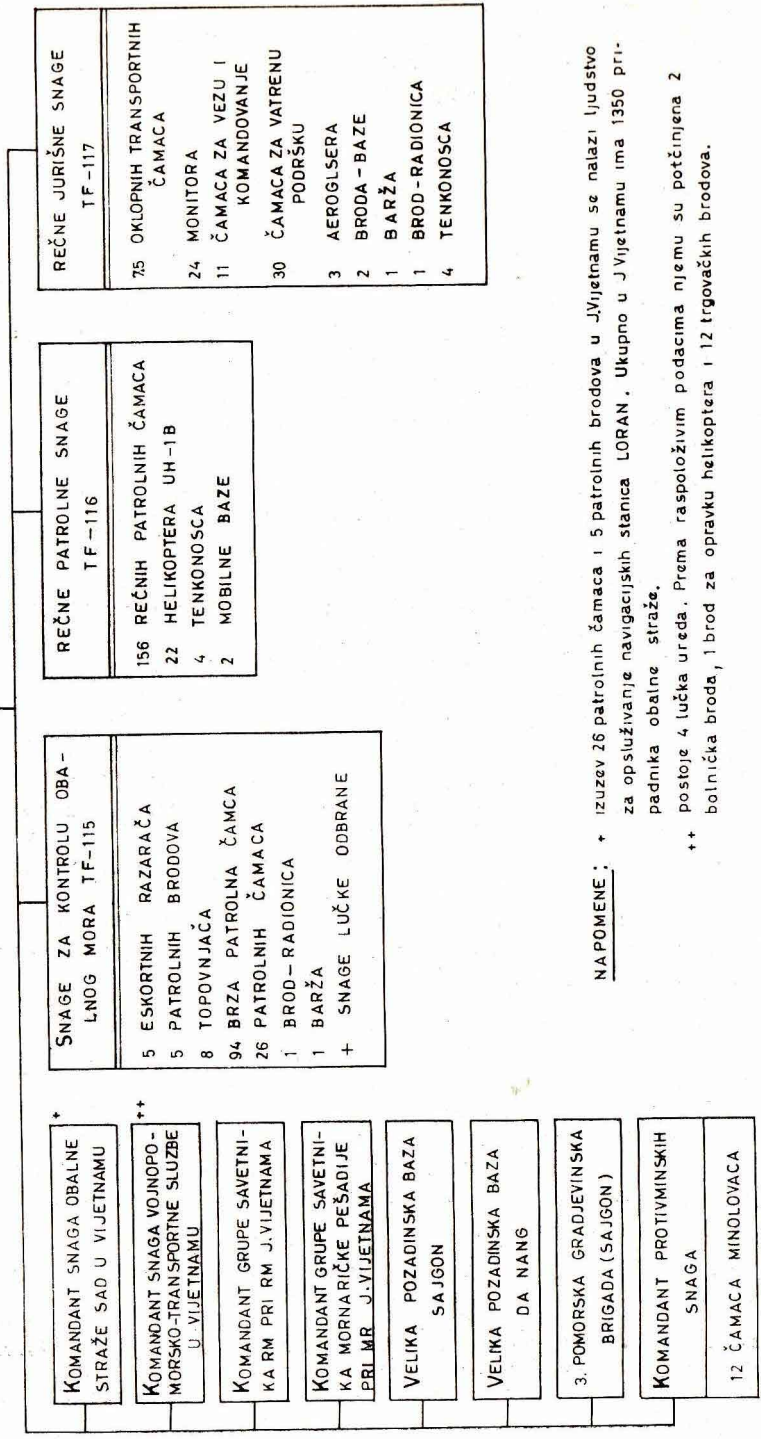 KOMANDANT SNAGA OBALNE +
STRAŽE SAD U VIJETNAMU
KOMANDANT SNAGA VOJNOPO- ++
MORSKO-TRANSPORTNE SLUZBE
U VIJETNAMU
KOMANDANT GRUPE SAVETNI-
KA RM PRI RM J.VIJETNAMA
KOMANDANT GRUPE SAVETNI-
KA MORNARIČKE PEŠADIJE
PRI MR J.VIJETNAMA
VELIKA POZADINSKA BAZA
SAJGON
VELIKA POZADINSKA BAZA
DA NANG
3. POMORSKA GRADJEVINSKA
BRIGADA (SAJGON)
KOMANDANT PROTIVMINSKIH
SNAGA
12 ČAMACA MINOLOVACA
SNAGE ZA KONTROLU OBA-
LNOG MORA TF-115
5 ESKORTNIH RAZARAČA
5 PATROLNIH BRODOVA
8 TOPOVNJAČA
94 BRZA PATROLNA ČAMCA
26 PATROLNIH ČAMACA
1 BROD-RADIONICA
1 BARŽA
+ SNAGE LUČKE ODBRANE
REČNE PATROLNE SNAGE
TF-116
156 REČNIH PATROLNIH ČAMACA
22 HELIKOPTERA UH-1B
4 TENKONOSCA
2 MOBILNE BAZE
REČNE JURIŠNE SNAGE
TF-117
75 OKLOPNIH TRANSPORTNIH
ČAMACA
24 MONITORA
11 ČAMACA ZA VEZU I
KOMANDOVANJE
30 ČAMACA ZA VATRENU
PODRŠKU
3 AEROGLSERA
2 BRODA-BAZE
1 BARŽA
1 BROD-RADIONICA
4 TENKONOSCA
NAPOMENE: + izuzev 26 patrolnih čamaca i 5 patrolnih brodova u J.Vijetnamu se nalazi ljudstvo
za opsluživanje navigacijskih stanica LORAN. Ukupno u J Vijetnamu ima 1350 pri-
padnika obalne straže.
++ postoje 4 lučka ureda. Prema raspoloživim podacima njemu su potčinjena 2
bolnička broda, 1 brod za opravku helikoptera i 12 trgovačkih brodova.